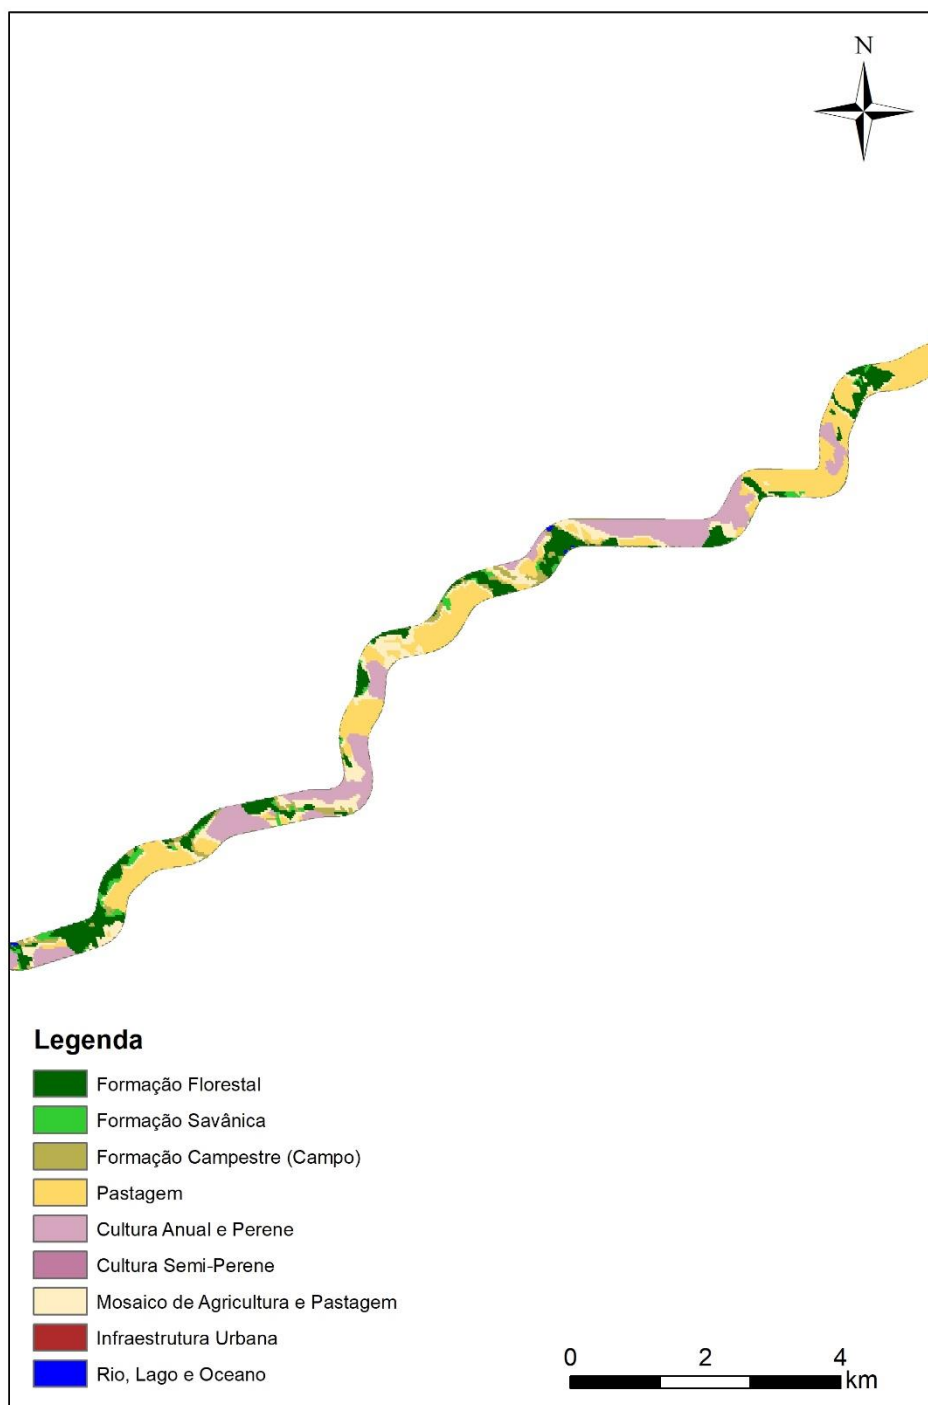 N
Legenda
Formação Florestal
Formação Savânica
Formação Campestre (Campo)
Pastagem
Cultura Anual e Perene
Cultura Semi-Perene
Mosaico de Agricultura e Pastagem
Infraestrutura Urbana
Rio, Lago e Oceano
0 2 4
km